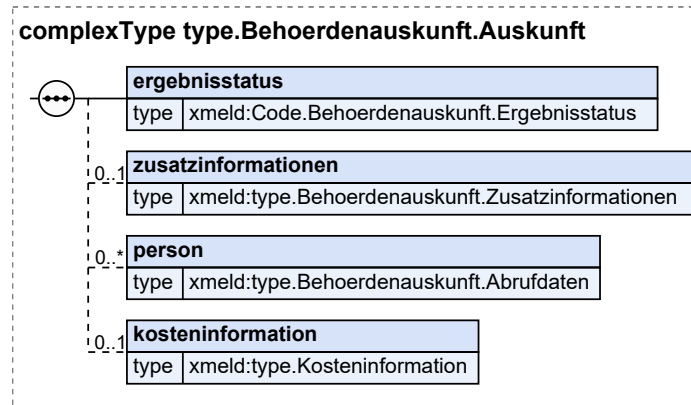 complexType type.Behoerdenauskunft.Auskunft
ergebnisstatus
type xmeld:Code.Behoerdenauskunft.Ergebnisstatus
0..1 zusatzinformationen
type xmeld:type.Behoerdenauskunft.Zusatzinformationen
0..* person
type xmeld:type.Behoerdenauskunft.Abrufdaten
0..1 kosteninformation
type xmeld:type.Kosteninformation